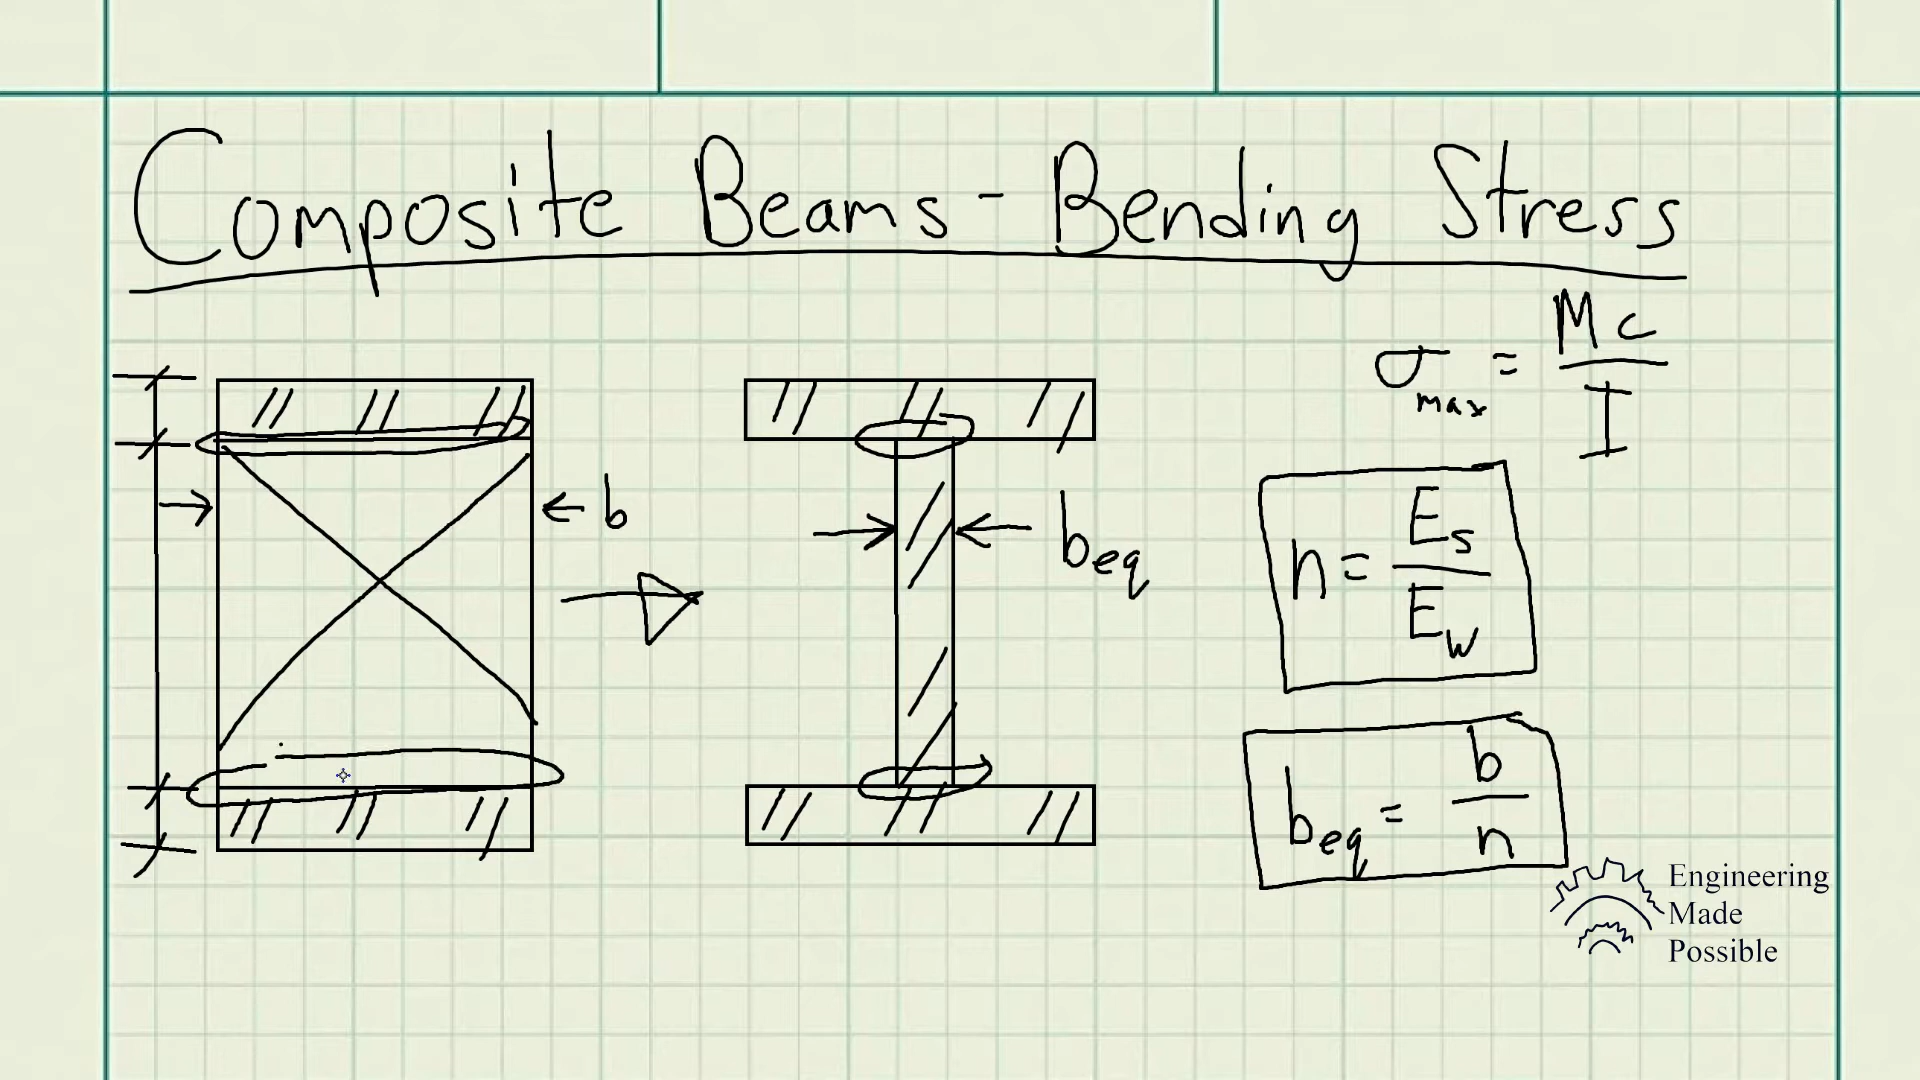 Composite Beams - Bending Stress
σmax = Mc / I
b
beq
n = Es / Ew
beq = b / n
Engineering
Made
Possible